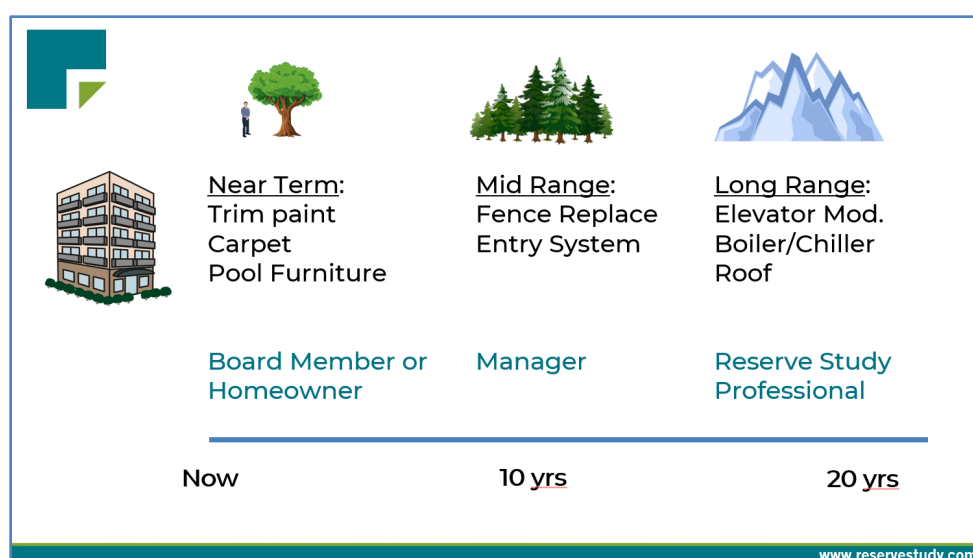 Near Term:
Trim paint
Carpet
Pool Furniture
Mid Range:
Fence Replace
Entry System
Long Range:
Elevator Mod.
Boiler/Chiller
Roof
Board Member or
Homeowner
Manager
Reserve Study
Professional
Now
10 yrs
20 yrs
www.reservestudy.com